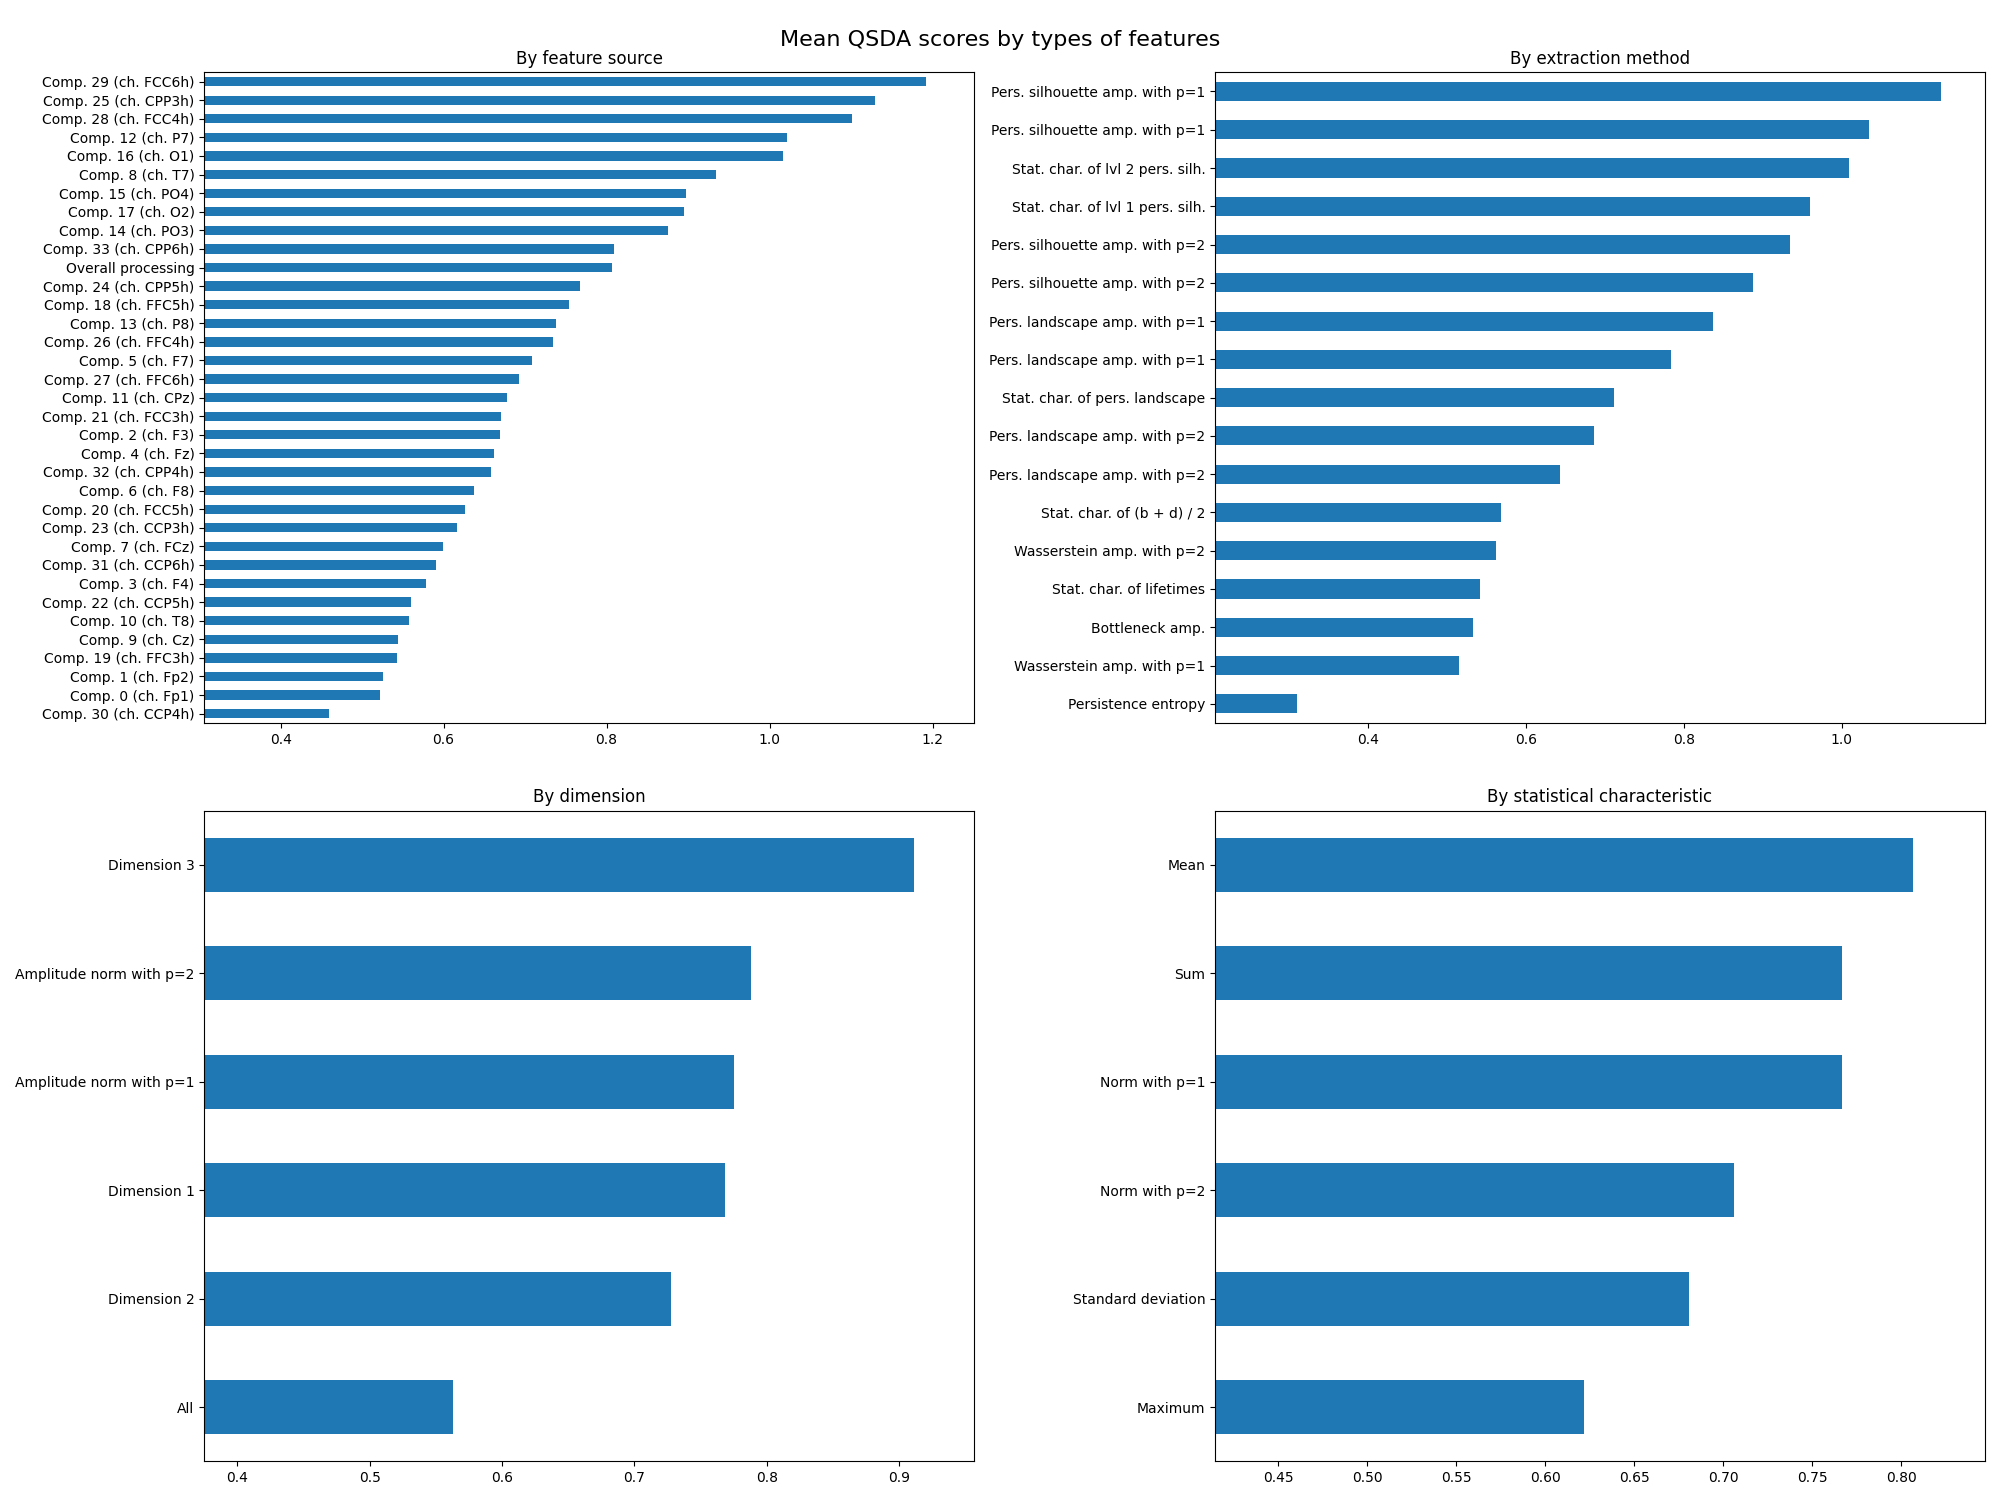 Mean QSDA scores by types of features
By feature source
Comp. 29 (ch. FCC6h)
Comp. 25 (ch. CPP3h)
Comp. 28 (ch. FCC4h)
Comp. 12 (ch. P7)
Comp. 16 (ch. O1)
Comp. 8 (ch. T7)
Comp. 15 (ch. PO4)
Comp. 17 (ch. O2)
Comp. 14 (ch. PO3)
Comp. 33 (ch. CPP6h)
Overall processing
Comp. 24 (ch. CPP5h)
Comp. 18 (ch. FFC5h)
Comp. 13 (ch. P8)
Comp. 26 (ch. FFC4h)
Comp. 5 (ch. F7)
Comp. 27 (ch. FFC6h)
Comp. 11 (ch. CPz)
Comp. 21 (ch. FCC3h)
Comp. 2 (ch. F3)
Comp. 4 (ch. Fz)
Comp. 32 (ch. CPP4h)
Comp. 6 (ch. F8)
Comp. 20 (ch. FCC5h)
Comp. 23 (ch. CCP3h)
Comp. 7 (ch. FCz)
Comp. 31 (ch. CCP6h)
Comp. 3 (ch. F4)
Comp. 22 (ch. CCP5h)
Comp. 10 (ch. T8)
Comp. 9 (ch. Cz)
Comp. 19 (ch. FFC3h)
Comp. 1 (ch. Fp2)
Comp. 0 (ch. Fp1)
Comp. 30 (ch. CCP4h)
0.4 0.6 0.8 1.0 1.2
By extraction method
Pers. silhouette amp. with p=1
Pers. silhouette amp. with p=1
Stat. char. of lvl 2 pers. silh.
Stat. char. of lvl 1 pers. silh.
Pers. silhouette amp. with p=2
Pers. silhouette amp. with p=2
Pers. landscape amp. with p=1
Pers. landscape amp. with p=1
Stat. char. of pers. landscape
Pers. landscape amp. with p=2
Pers. landscape amp. with p=2
Stat. char. of (b + d) / 2
Wasserstein amp. with p=2
Stat. char. of lifetimes
Bottleneck amp.
Wasserstein amp. with p=1
Persistence entropy
0.4 0.6 0.8 1.0
By dimension
Dimension 3
Amplitude norm with p=2
Amplitude norm with p=1
Dimension 1
Dimension 2
All
0.4 0.5 0.6 0.7 0.8 0.9
By statistical characteristic
Mean
Sum
Norm with p=1
Norm with p=2
Standard deviation
Maximum
0.45 0.50 0.55 0.60 0.65 0.70 0.75 0.80